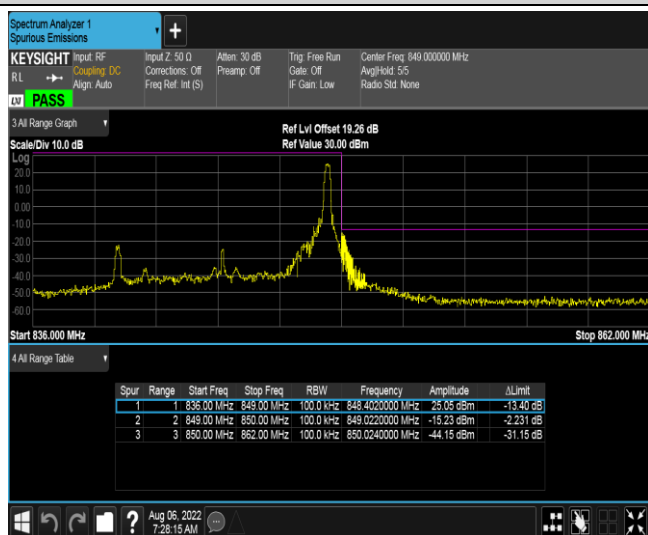 Spectrum Analyzer 1
Spurious Emissions
+
KEYSIGHT Input: RF Input Z: 50 Ω Atten: 30 dB Trig: Free Run Center Freq: 849.000000 MHz
RL Coupling: DC Corrections: Off Preamp: Off Gate: Off Avg|Hold: 5/5
Align: Auto Freq Ref: Int (S) IF Gain: Low Radio Std: None
LXI PASS
3 All Range Graph
Ref Lvl Offset 19.26 dB
Scale/Div 10.0 dB Ref Value 30.00 dBm
Log
20.0
10.0
0.00
-10.0
-20.0
-30.0
-40.0
-50.0
-60.0
Start 836.000 MHz Stop 862.000 MHz
4 All Range Table
Spur Range Start Freq Stop Freq RBW Frequency Amplitude ΔLimit
1 1 836.00 MHz 849.00 MHz 100.0 kHz 848.4020000 MHz 25.05 dBm -13.40 dB
2 2 849.00 MHz 850.00 MHz 100.0 kHz 849.0220000 MHz -15.23 dBm -2.231 dB
3 3 850.00 MHz 862.00 MHz 100.0 kHz 850.0240000 MHz -44.15 dBm -31.15 dB
? Aug 06, 2022
7:28:15 AM